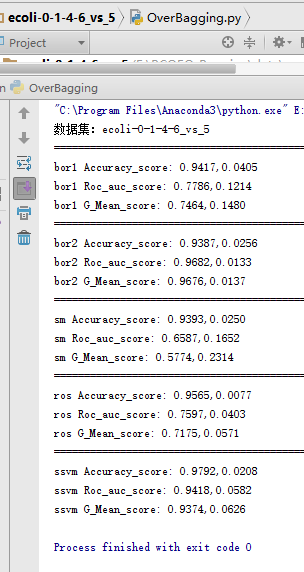 ecoli-0-1-4-6_vs_5 OverBagging.py
Project
OverBagging
"C:\Program Files\Anaconda3\python.exe" E:
数据集: ecoli-0-1-4-6_vs_5
bor1 Accuracy_score: 0.9417,0.0405
bor1 Roc_auc_score: 0.7786,0.1214
bor1 G_Mean_score: 0.7464,0.1480
bor2 Accuracy_score: 0.9387,0.0256
bor2 Roc_auc_score: 0.9682,0.0133
bor2 G_Mean_score: 0.9676,0.0137
sm Accuracy_score: 0.9393,0.0250
sm Roc_auc_score: 0.6587,0.1652
sm G_Mean_score: 0.5774,0.2314
ros Accuracy_score: 0.9565,0.0077
ros Roc_auc_score: 0.7597,0.0403
ros G_Mean_score: 0.7175,0.0571
ssvm Accuracy_score: 0.9792,0.0208
ssvm Roc_auc_score: 0.9418,0.0582
ssvm G_Mean_score: 0.9374,0.0626
Process finished with exit code 0